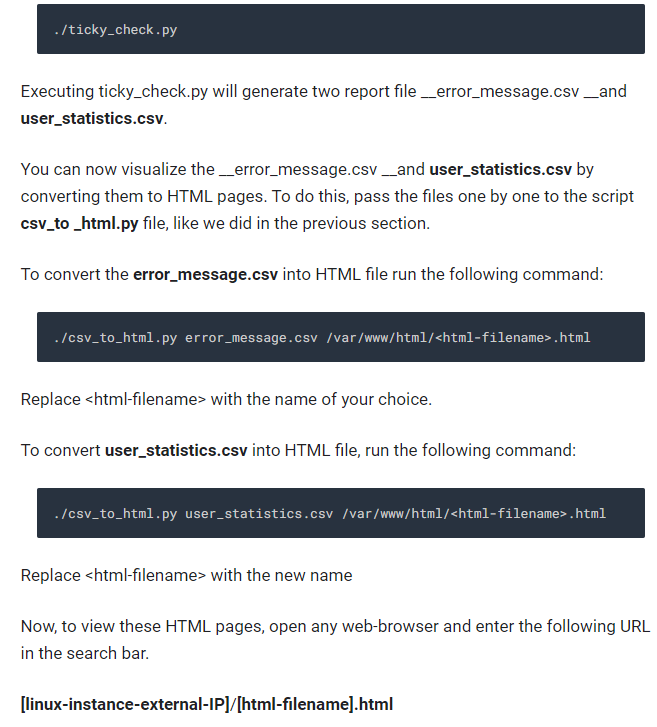 ./ticky_check.py
Executing ticky_check.py will generate two report file __error_message.csv __and
user_statistics.csv.
You can now visualize the __error_message.csv __and user_statistics.csv by
converting them to HTML pages. To do this, pass the files one by one to the script
csv_to _html.py file, like we did in the previous section.
To convert the error_message.csv into HTML file run the following command:
./csv_to_html.py error_message.csv /var/www/html/<html-filename>.html
Replace <html-filename> with the name of your choice.
To convert user_statistics.csv into HTML file, run the following command:
./csv_to_html.py user_statistics.csv /var/www/html/<html-filename>.html
Replace <html-filename> with the new name
Now, to view these HTML pages, open any web-browser and enter the following URL
in the search bar.
[linux-instance-external-IP]/[html-filename].html